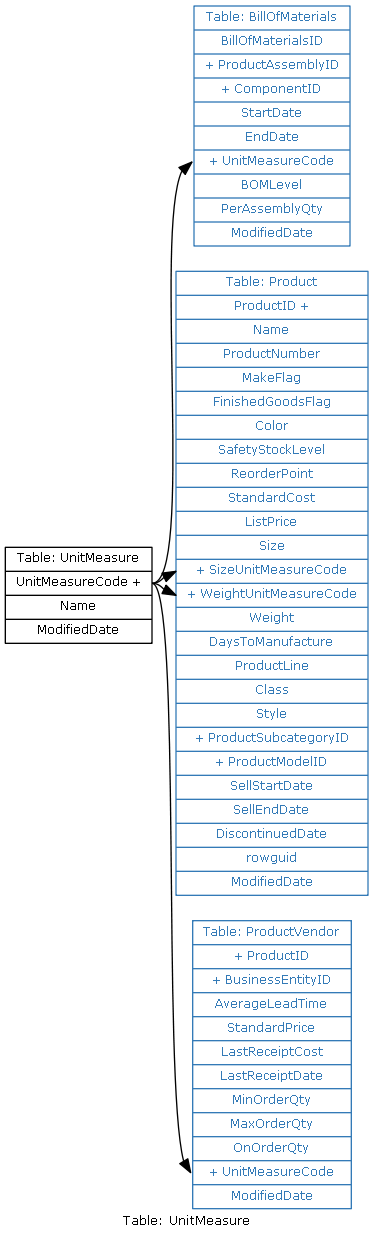 Table: BillOfMaterials
BillOfMaterialsID
+ ProductAssemblyID
+ ComponentID
StartDate
EndDate
+ UnitMeasureCode
BOMLevel
PerAssemblyQty
ModifiedDate
Table: Product
ProductID +
Name
ProductNumber
MakeFlag
FinishedGoodsFlag
Color
SafetyStockLevel
ReorderPoint
StandardCost
ListPrice
Size
+ SizeUnitMeasureCode
+ WeightUnitMeasureCode
Weight
DaysToManufacture
ProductLine
Class
Style
+ ProductSubcategoryID
+ ProductModelID
SellStartDate
SellEndDate
DiscontinuedDate
rowguid
ModifiedDate
Table: UnitMeasure
UnitMeasureCode +
Name
ModifiedDate
Table: ProductVendor
+ ProductID
+ BusinessEntityID
AverageLeadTime
StandardPrice
LastReceiptCost
LastReceiptDate
MinOrderQty
MaxOrderQty
OnOrderQty
+ UnitMeasureCode
ModifiedDate
Table: UnitMeasure